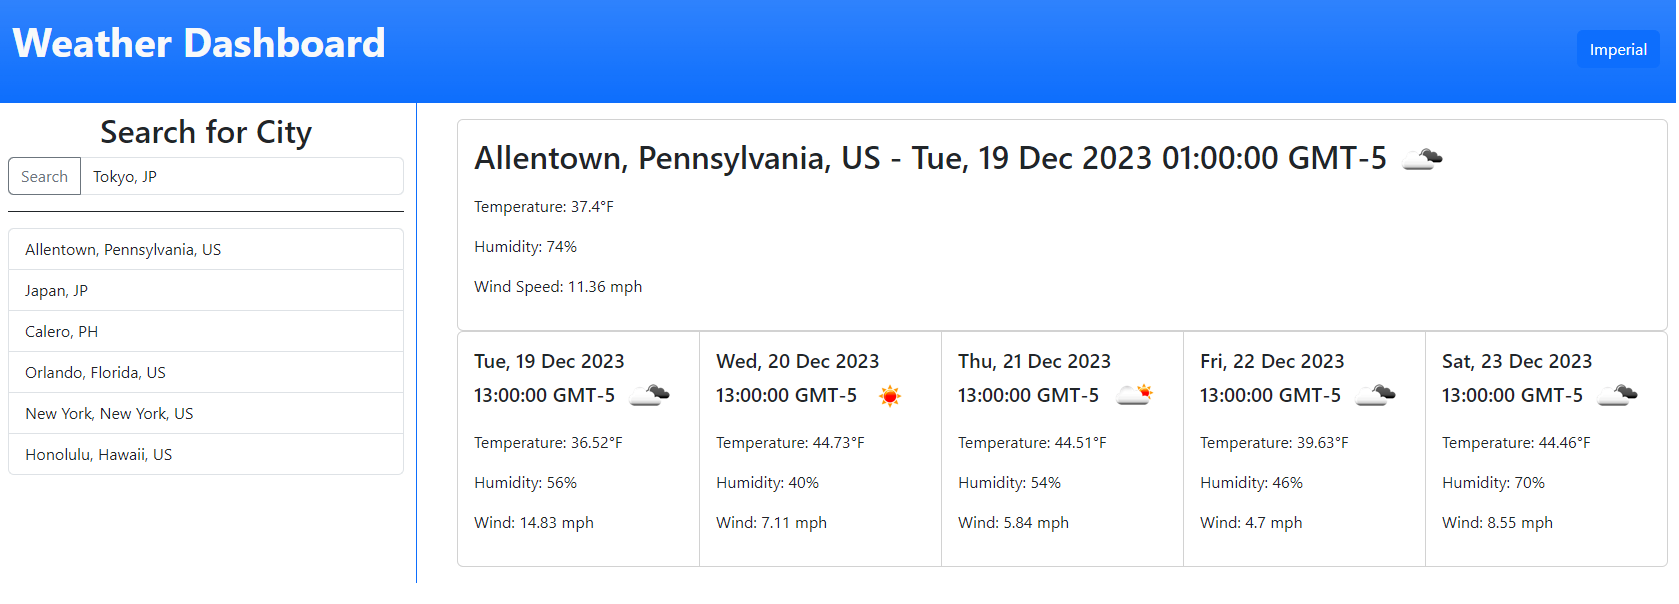 Weather Dashboard
Imperial
Search for City
Search
Tokyo, JP
Allentown, Pennsylvania, US
Japan, JP
Calero, PH
Orlando, Florida, US
New York, New York, US
Honolulu, Hawaii, US
Allentown, Pennsylvania, US - Tue, 19 Dec 2023 01:00:00 GMT-5
Temperature: 37.4°F
Humidity: 74%
Wind Speed: 11.36 mph
Tue, 19 Dec 2023
13:00:00 GMT-5
Temperature: 36.52°F
Humidity: 56%
Wind: 14.83 mph
Wed, 20 Dec 2023
13:00:00 GMT-5
Temperature: 44.73°F
Humidity: 40%
Wind: 7.11 mph
Thu, 21 Dec 2023
13:00:00 GMT-5
Temperature: 44.51°F
Humidity: 54%
Wind: 5.84 mph
Fri, 22 Dec 2023
13:00:00 GMT-5
Temperature: 39.63°F
Humidity: 46%
Wind: 4.7 mph
Sat, 23 Dec 2023
13:00:00 GMT-5
Temperature: 44.46°F
Humidity: 70%
Wind: 8.55 mph